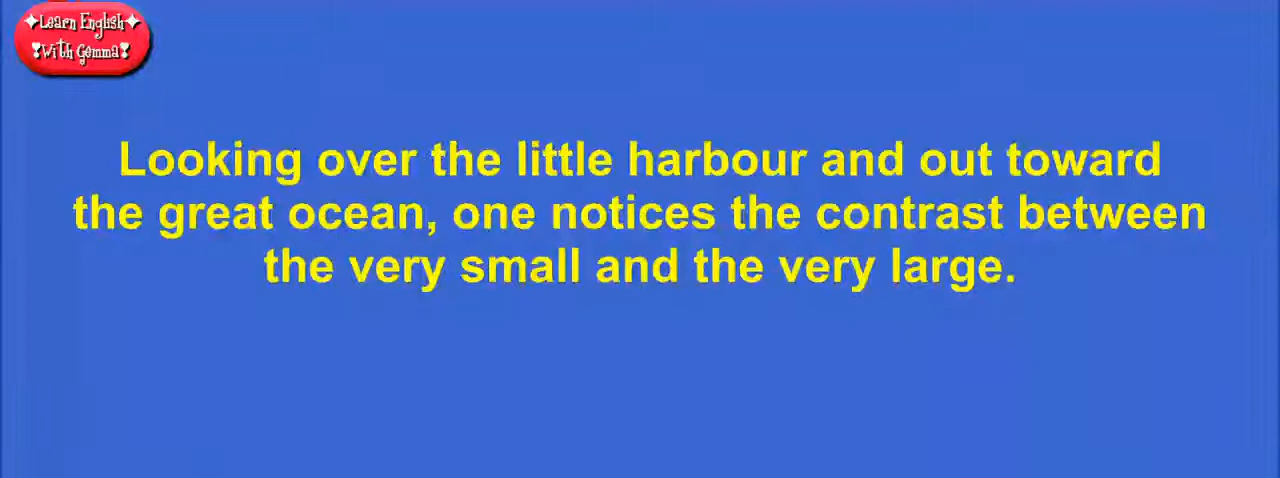 ✦Learn English✦
❣With Gemma❣
Looking over the little harbour and out toward
the great ocean, one notices the contrast between
the very small and the very large.